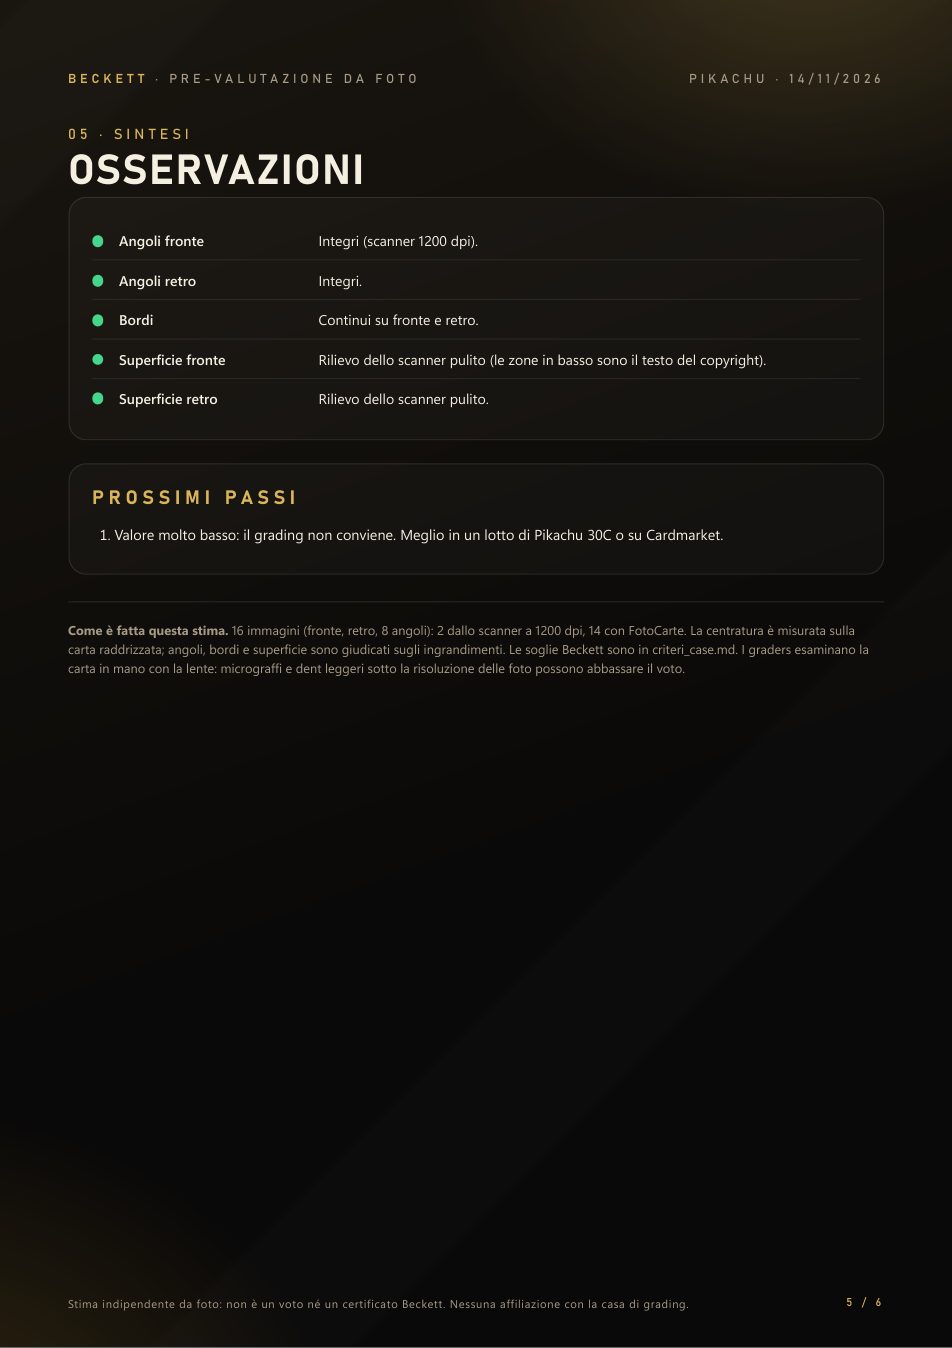 BECKETT · PRE-VALUTAZIONE DA FOTO
PIKACHU · 14/11/2026
05 · SINTESI
OSSERVAZIONI
Angoli fronte Integri (scanner 1200 dpi).
Angoli retro Integri.
Bordi Continui su fronte e retro.
Superficie fronte Rilievo dello scanner pulito (le zone in basso sono il testo del copyright).
Superficie retro Rilievo dello scanner pulito.
PROSSIMI PASSI
1. Valore molto basso: il grading non conviene. Meglio in un lotto di Pikachu 30C o su Cardmarket.
Come è fatta questa stima. 16 immagini (fronte, retro, 8 angoli): 2 dallo scanner a 1200 dpi, 14 con FotoCarte. La centratura è misurata sulla
carta raddrizzata; angoli, bordi e superficie sono giudicati sugli ingrandimenti. Le soglie Beckett sono in criteri_case.md. I graders esaminano la
carta in mano con la lente: micrograffi e dent leggeri sotto la risoluzione delle foto possono abbassare il voto.
Stima indipendente da foto: non è un voto né un certificato Beckett. Nessuna affiliazione con la casa di grading.
5 / 6